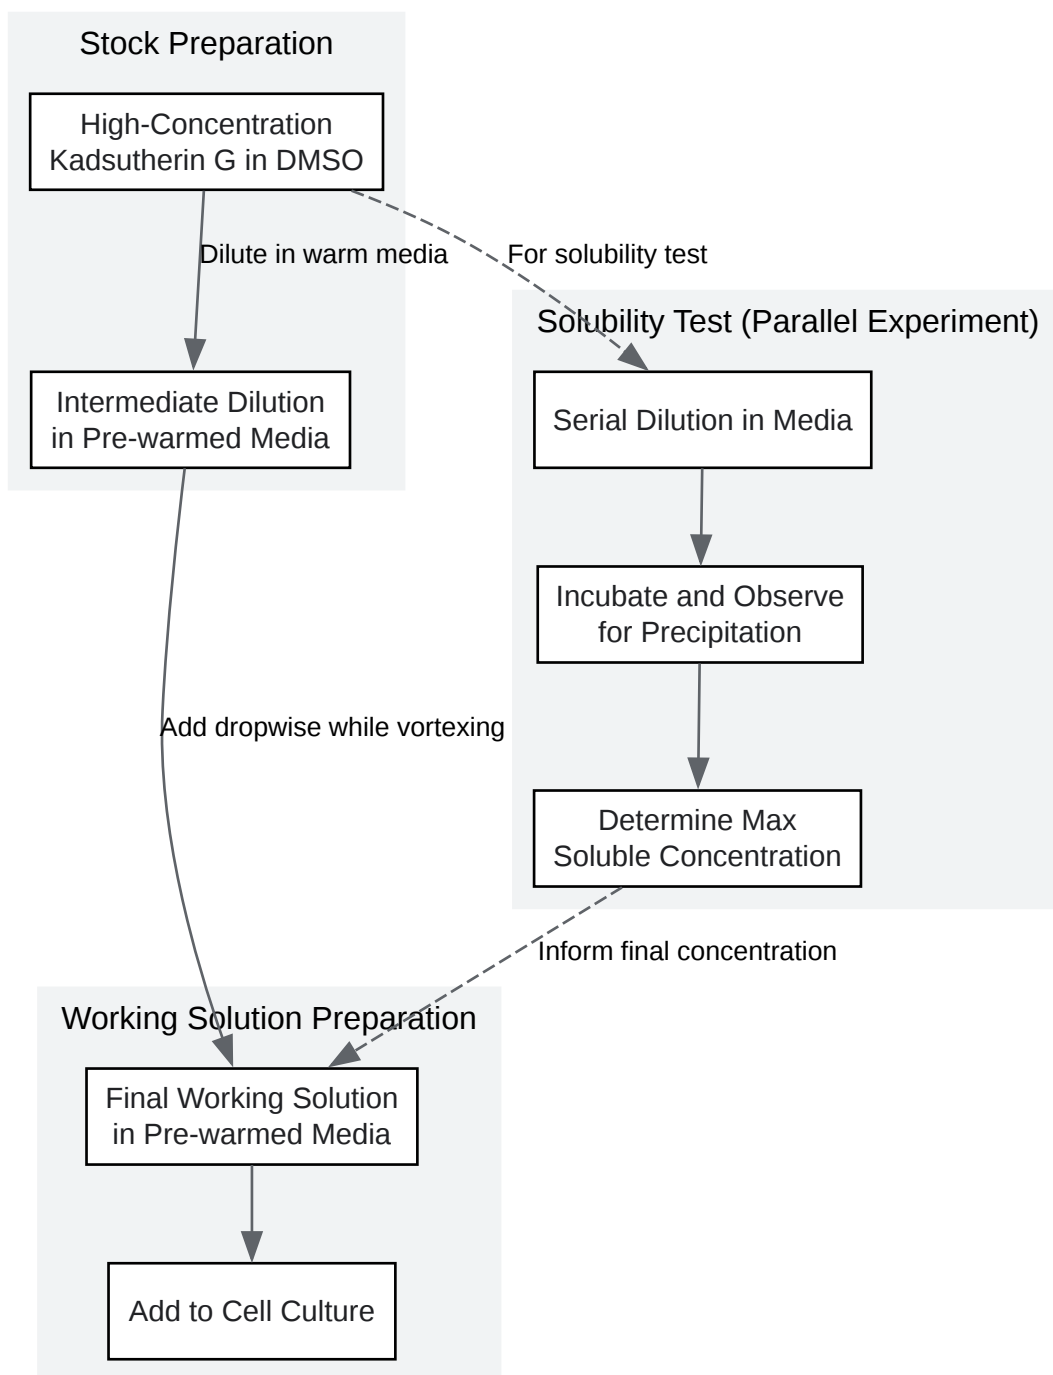 Stock Preparation
High-Concentration
Kadsutherin G in DMSO
Dilute in warm media
For solubility test
Solubility Test (Parallel Experiment)
Intermediate Dilution
in Pre-warmed Media
Serial Dilution in Media
Incubate and Observe
for Precipitation
Add dropwise while vortexing
Determine Max
Soluble Concentration
Inform final concentration
Working Solution Preparation
Final Working Solution
in Pre-warmed Media
Add to Cell Culture